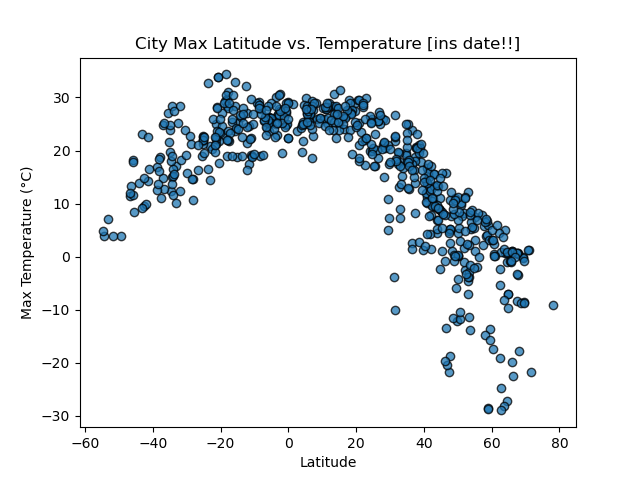 City Max Latitude vs. Temperature [ins date!!]
30
20
10
0
−10
−20
−30
Max Temperature (°C)
−60 −40 −20 0 20 40 60 80
Latitude